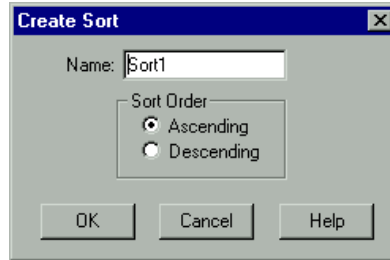 Create Sort
Name: Sort1
Sort Order
Ascending
Descending
OK Cancel Help